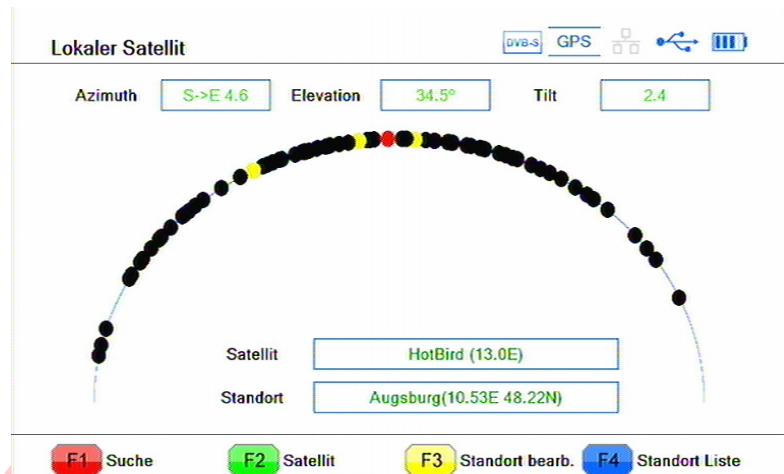 Lokaler Satellit DVB-S GPS
Azimuth S->E 4.6 Elevation 34.5º Tilt 2.4
Satellit HotBird (13.0E)
Standort Augsburg(10.53E 48.22N)
F1 Suche F2 Satellit F3 Standort bearb. F4 Standort Liste